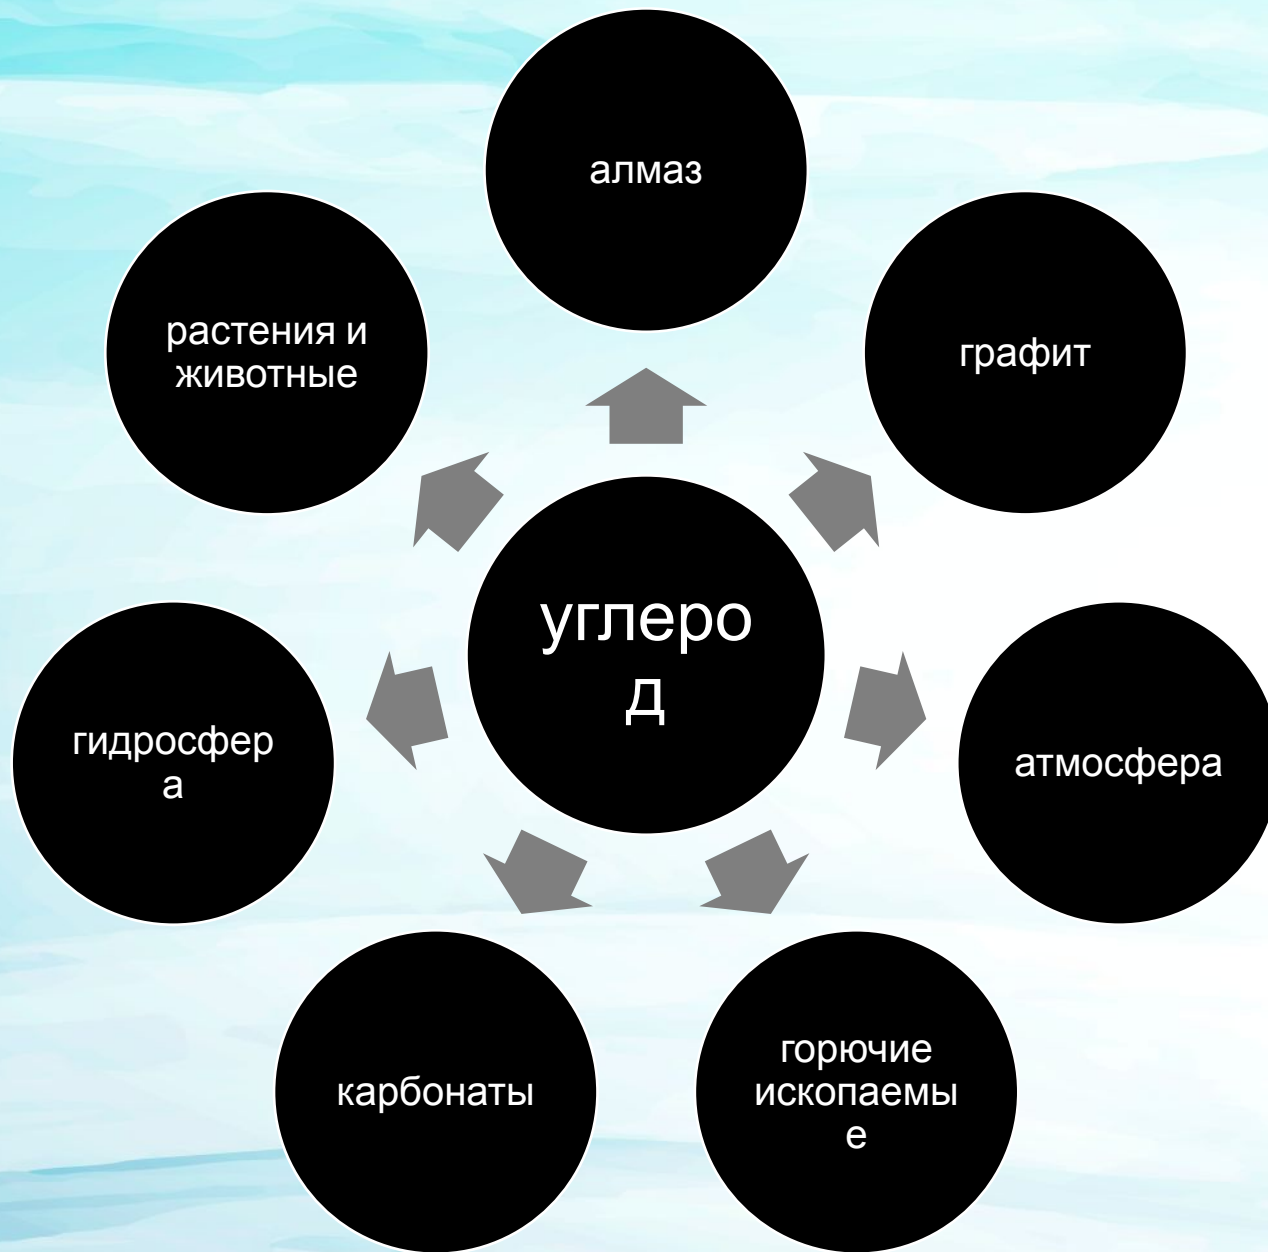 алмаз
растения и
животные
графит
углеро
д
гидросфер
а
атмосфера
карбонаты
горючие
ископаемы
е